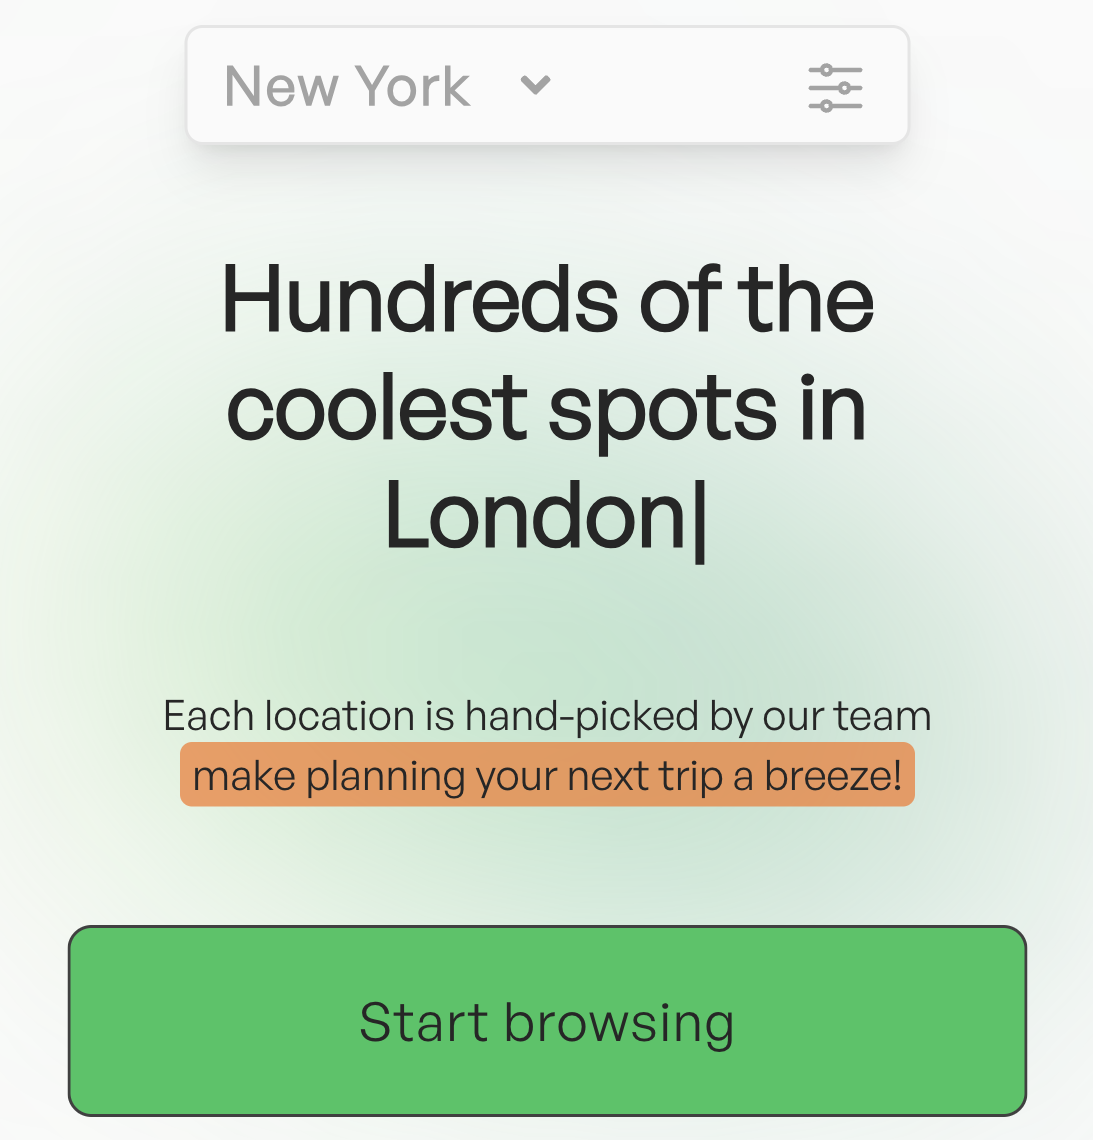 New York
Hundreds of the
coolest spots in
London|
Each location is hand-picked by our team
make planning your next trip a breeze!
Start browsing